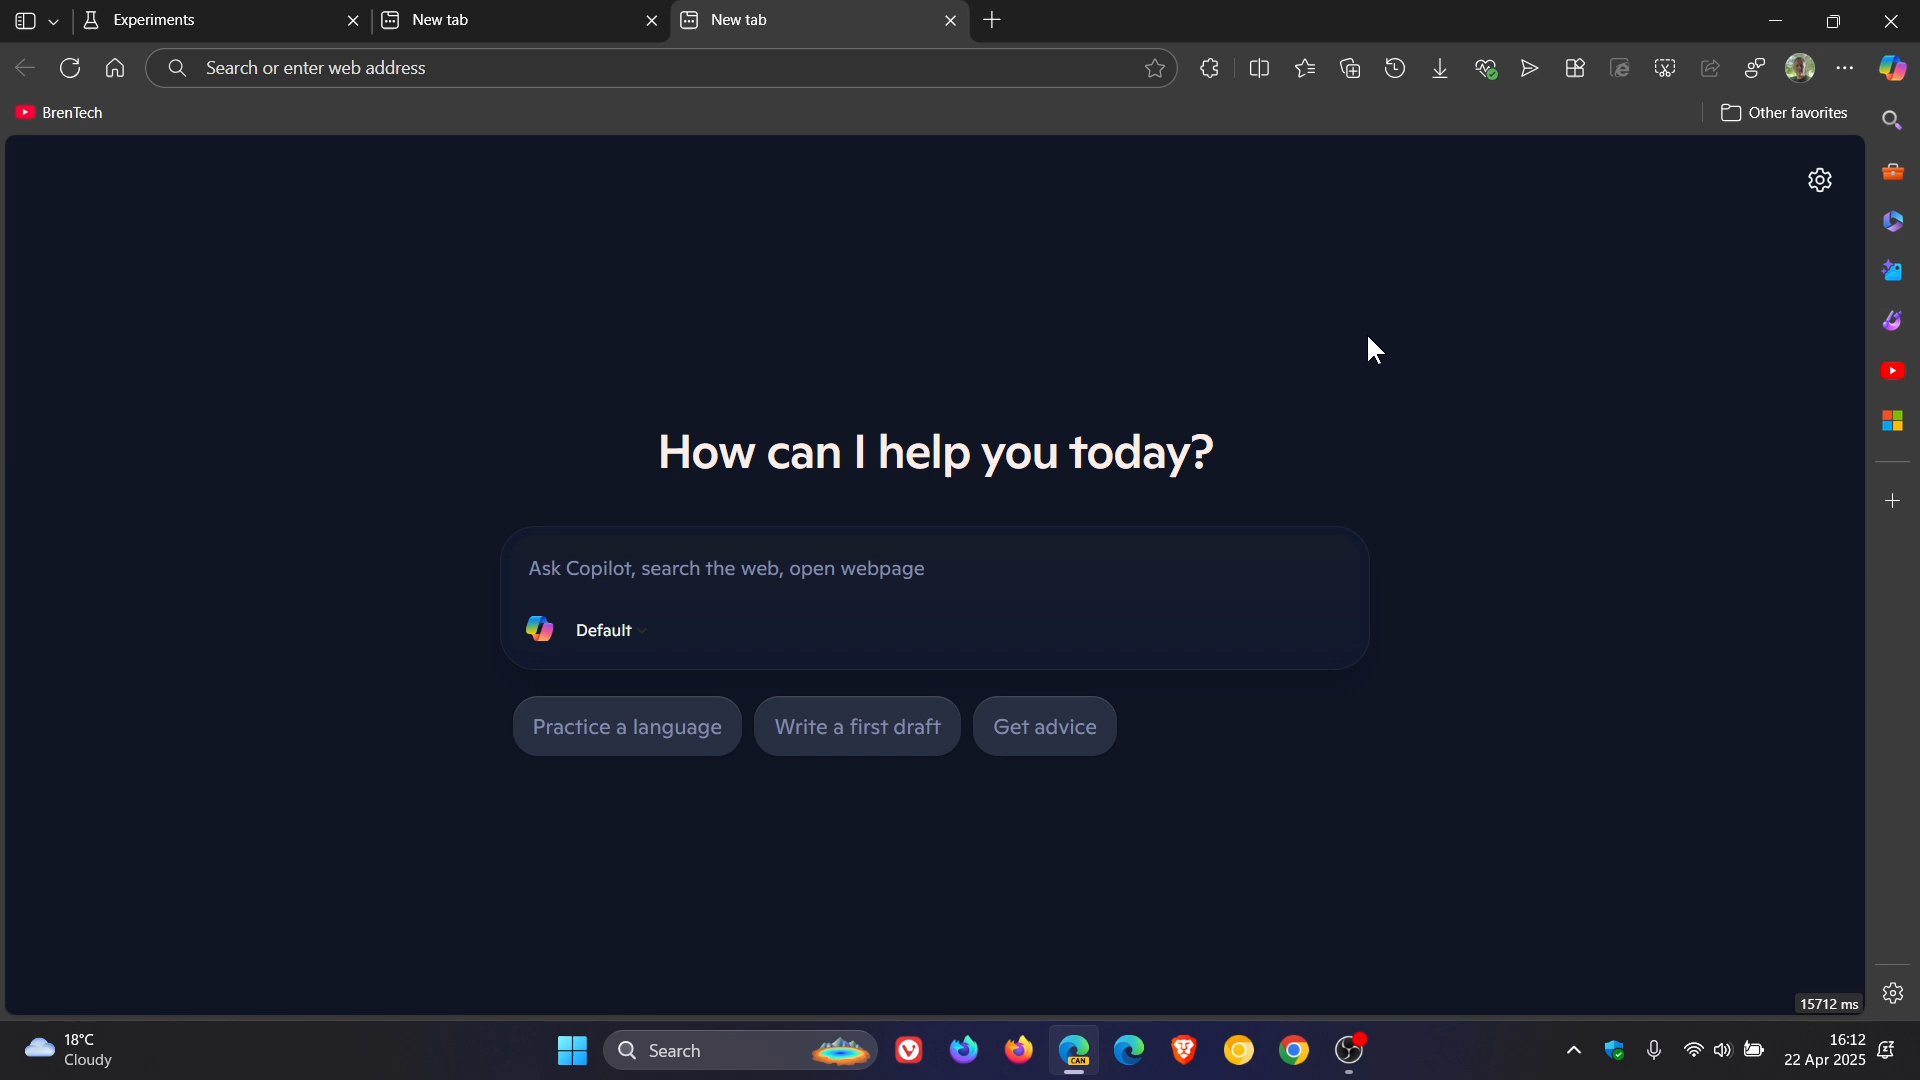 Experiments
New tab
New tab
Search or enter web address
BrenTech
Other favorites
How can I help you today?
Ask Copilot, search the web, open webpage
Default
Practice a language
Write a first draft
Get advice
15712 ms
18°C
Cloudy
Search
CAN
16:12
22 Apr 2025